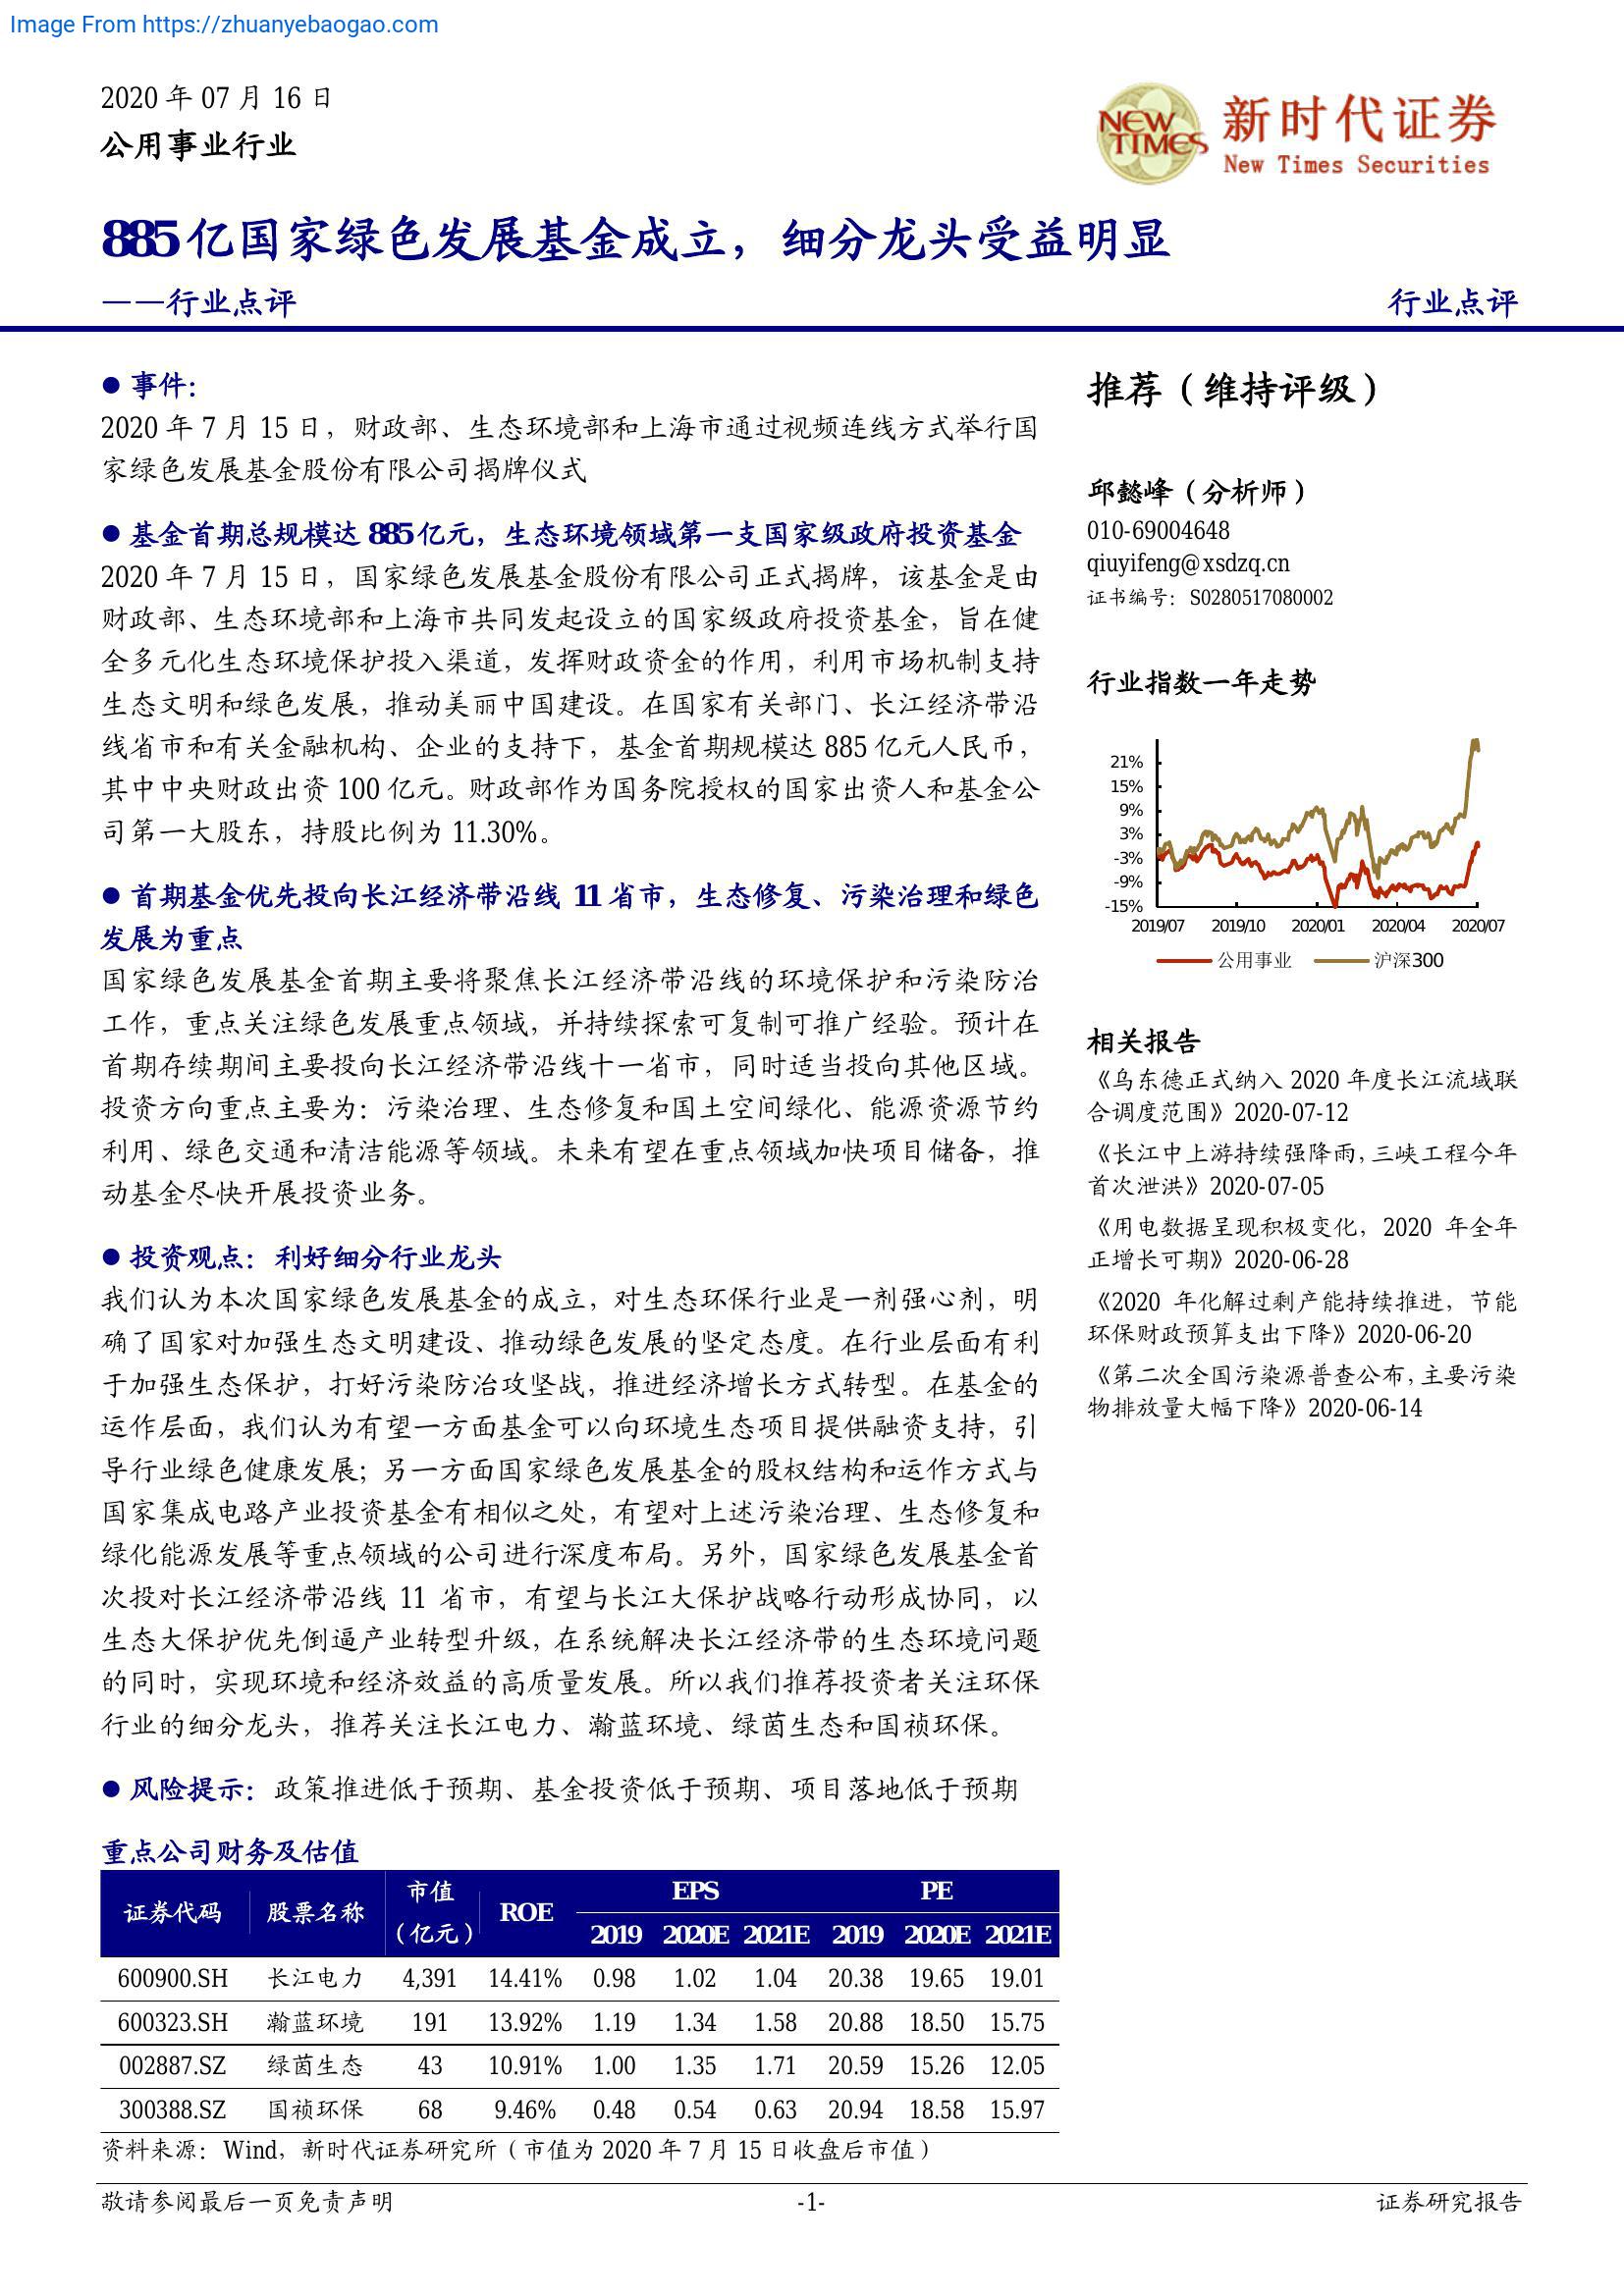 Image From https://zhuanyebaogao.com
2020 年 07 月 16 日
公用事业行业
NEW TIMES
新时代证券
New Times Securities
885亿国家绿色发展基金成立，细分龙头受益明显
——行业点评
行业点评
● 事件：
2020 年 7 月 15 日，财政部、生态环境部和上海市通过视频连线方式举行国
家绿色发展基金股份有限公司揭牌仪式
● 基金首期总规模达 885亿元，生态环境领域第一支国家级政府投资基金
2020 年 7 月 15 日，国家绿色发展基金股份有限公司正式揭牌，该基金是由
财政部、生态环境部和上海市共同发起设立的国家级政府投资基金，旨在健
全多元化生态环境保护投入渠道，发挥财政资金的作用，利用市场机制支持
生态文明和绿色发展，推动美丽中国建设。在国家有关部门、长江经济带沿
线省市和有关金融机构、企业的支持下，基金首期规模达 885 亿元人民币，
其中中央财政出资 100 亿元。财政部作为国务院授权的国家出资人和基金公
司第一大股东，持股比例为 11.30%。
● 首期基金优先投向长江经济带沿线 11 省市，生态修复、污染治理和绿色
发展为重点
国家绿色发展基金首期主要将聚焦长江经济带沿线的环境保护和污染防治
工作，重点关注绿色发展重点领域，并持续探索可复制可推广经验。预计在
首期存续期间主要投向长江经济带沿线十一省市，同时适当投向其他区域。
投资方向重点主要为：污染治理、生态修复和国土空间绿化、能源资源节约
利用、绿色交通和清洁能源等领域。未来有望在重点领域加快项目储备，推
动基金尽快开展投资业务。
● 投资观点：利好细分行业龙头
我们认为本次国家绿色发展基金的成立，对生态环保行业是一剂强心剂，明
确了国家对加强生态文明建设、推动绿色发展的坚定态度。在行业层面有利
于加强生态保护，打好污染防治攻坚战，推进经济增长方式转型。在基金的
运作层面，我们认为有望一方面基金可以向环境生态项目提供融资支持，引
导行业绿色健康发展；另一方面国家绿色发展基金的股权结构和运作方式与
国家集成电路产业投资基金有相似之处，有望对上述污染治理、生态修复和
绿化能源发展等重点领域的公司进行深度布局。另外，国家绿色发展基金首
次投对长江经济带沿线 11 省市，有望与长江大保护战略行动形成协同，以
生态大保护优先倒逼产业转型升级，在系统解决长江经济带的生态环境问题
的同时，实现环境和经济效益的高质量发展。所以我们推荐投资者关注环保
行业的细分龙头，推荐关注长江电力、瀚蓝环境、绿茵生态和国祯环保。
● 风险提示：政策推进低于预期、基金投资低于预期、项目落地低于预期
推荐（维持评级）
邱懿峰（分析师）
010-69004648
qiuyifeng@xsdzq.cn
证书编号：S0280517080002
行业指数一年走势
21%
15%
9%
3%
-3%
-9%
-15%
2019/07 2019/10 2020/01 2020/04 2020/07
公用事业 沪深300
相关报告
《乌东德正式纳入 2020 年度长江流域联
合调度范围》2020-07-12
《长江中上游持续强降雨，三峡工程今年
首次泄洪》2020-07-05
《用电数据呈现积极变化，2020 年全年
正增长可期》2020-06-28
《2020 年化解过剩产能持续推进，节能
环保财政预算支出下降》2020-06-20
《第二次全国污染源普查公布，主要污染
物排放量大幅下降》2020-06-14
重点公司财务及估值
证券代码 股票名称 市值（亿元） ROE EPS PE
2019 2020E 2021E 2019 2020E 2021E
600900.SH 长江电力 4,391 14.41% 0.98 1.02 1.04 20.38 19.65 19.01
600323.SH 瀚蓝环境 191 13.92% 1.19 1.34 1.58 20.88 18.50 15.75
002887.SZ 绿茵生态 43 10.91% 1.00 1.35 1.71 20.59 15.26 12.05
300388.SZ 国祯环保 68 9.46% 0.48 0.54 0.63 20.94 18.58 15.97
资料来源：Wind，新时代证券研究所（市值为 2020 年 7 月 15 日收盘后市值）
敬请参阅最后一页免责声明 -1- 证券研究报告